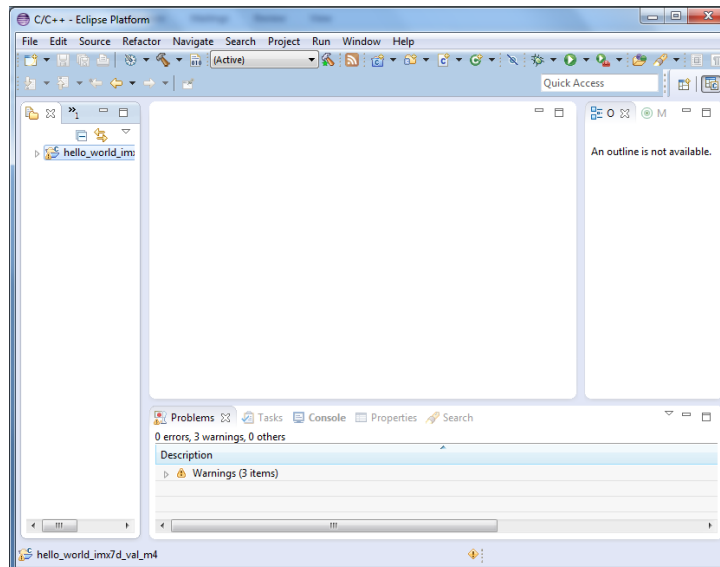 C/C++ - Eclipse Platform
File Edit Source Refactor Navigate Search Project Run Window Help
(Active)
Quick Access
»1
O M
hello_world_im
An outline is not available.
Problems Tasks Console Properties Search
0 errors, 3 warnings, 0 others
Description
Warnings (3 items)
hello_world_imx7d_val_m4